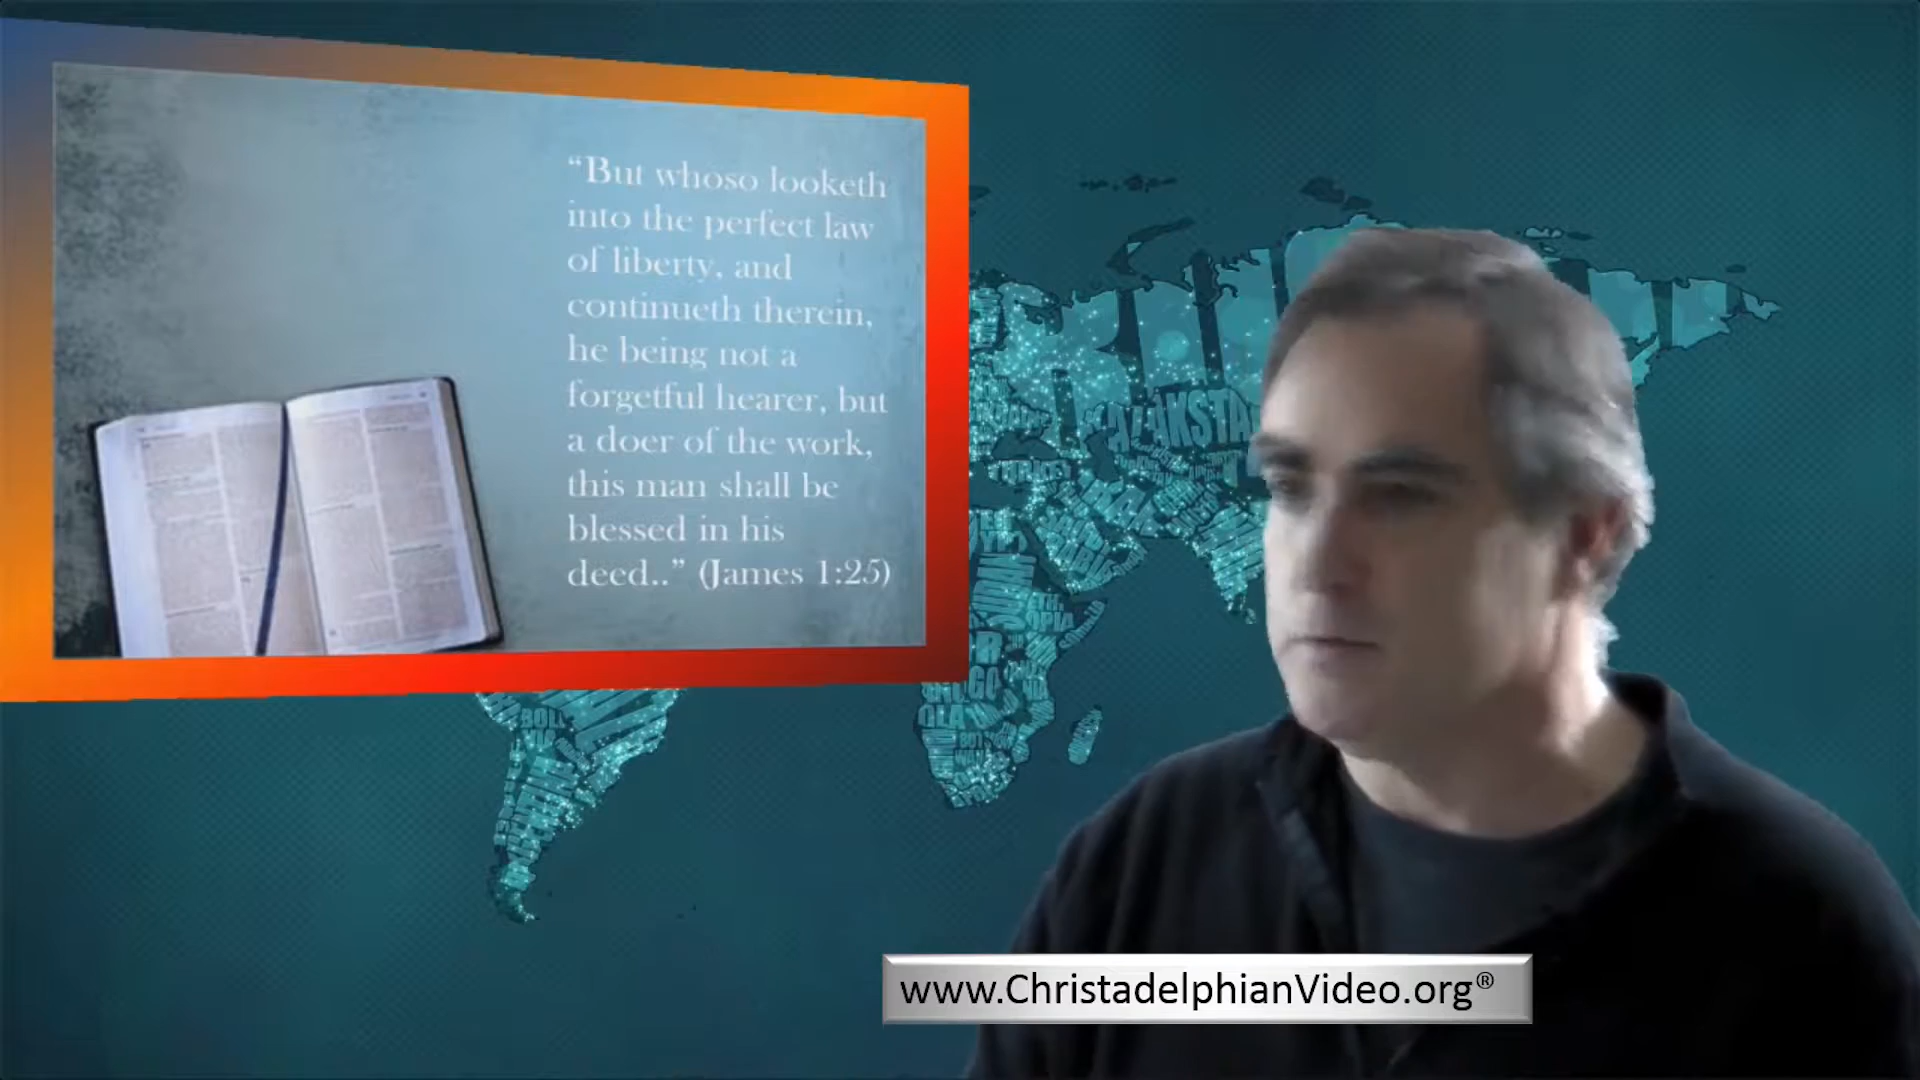 “But whoso looketh
into the perfect law
of liberty, and
continueth therein,
he being not a
forgetful hearer, but
a doer of the work,
this man shall be
blessed in his
deed..” (James 1:25)
KALAKSTA
www.ChristadelphianVideo.org®